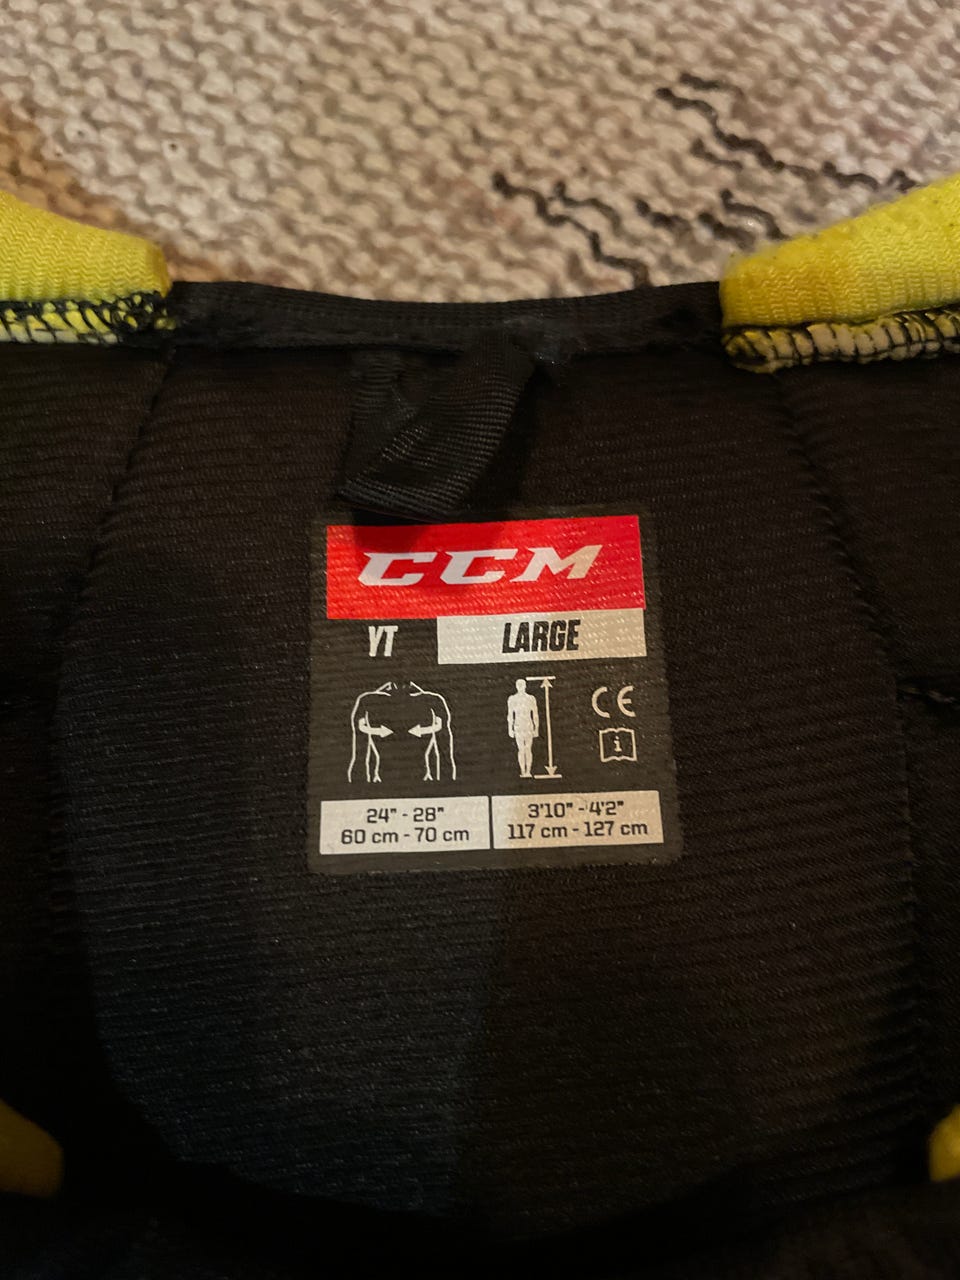 CCM
YT LARGE
CE
i
24" - 28"
60 cm - 70 cm
3'10" - 4'2"
117 cm - 127 cm